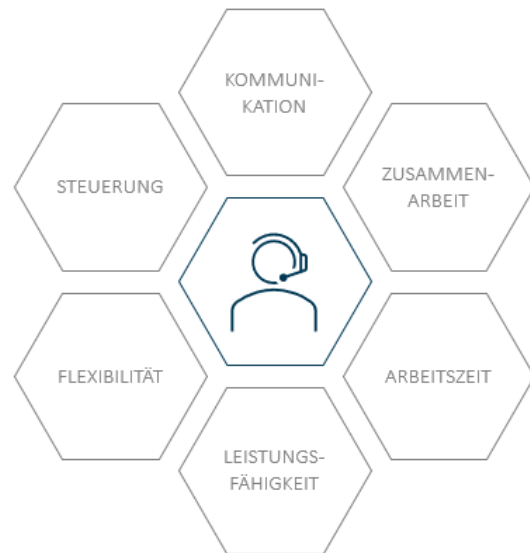 KOMMUNI-
KATION
STEUERUNG
ZUSAMMEN-
ARBEIT
FLEXIBILITÄT
ARBEITSZEIT
LEISTUNGS-
FÄHIGKEIT